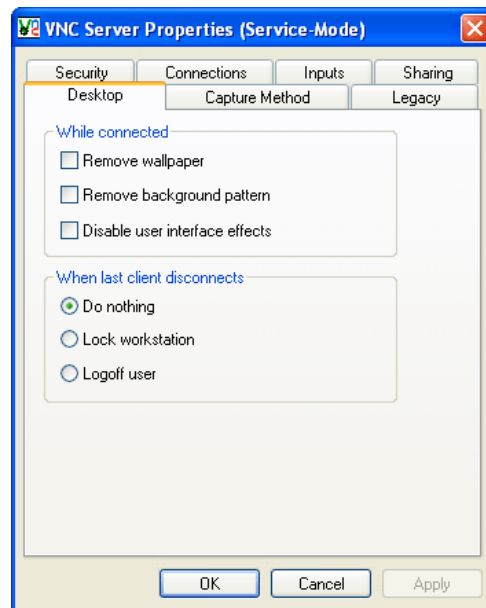 VNC Server Properties (Service-Mode)
Security Connections Inputs Sharing
Desktop Capture Method Legacy
While connected
Remove wallpaper
Remove background pattern
Disable user interface effects
When last client disconnects
Do nothing
Lock workstation
Logoff user
OK Cancel Apply